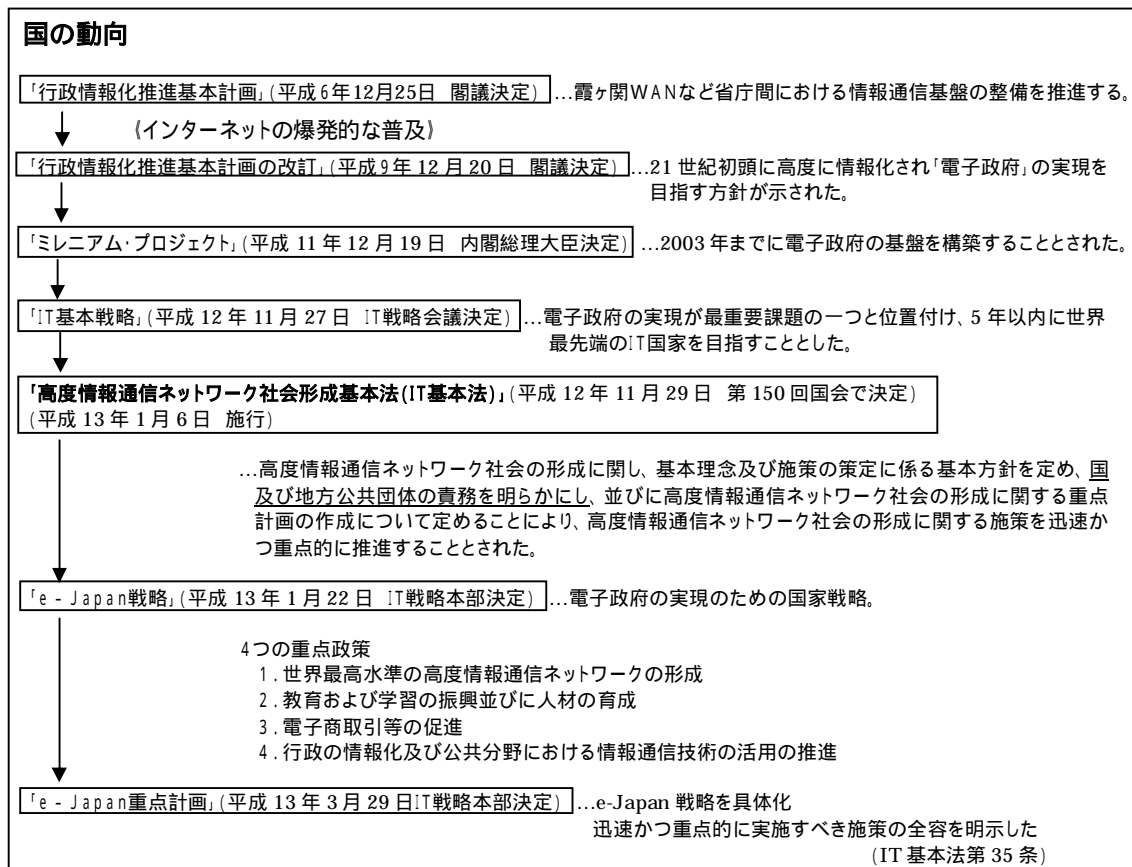 国の動向
「行政情報化推進基本計画」(平成6年12月25日 閣議決定) …霞ヶ関WANなど省庁間における情報通信基盤の整備を推進する。
《インターネットの爆発的な普及》
「行政情報化推進基本計画の改訂」(平成9年12月20日 閣議決定) …21世紀初頭に高度に情報化され「電子政府」の実現を
目指す方針が示された。
「ミレニアム・プロジェクト」(平成11年12月19日 内閣総理大臣決定) …2003年までに電子政府の基盤を構築することとされた。
「IT基本戦略」(平成12年11月27日 IT戦略会議決定) …電子政府の実現が最重要課題の一つと位置付け、5年以内に世界
最先端のIT国家を目指すこととした。
「高度情報通信ネットワーク社会形成基本法(IT基本法)」(平成12年11月29日 第150回国会で決定)
(平成13年1月6日 施行)
…高度情報通信ネットワーク社会の形成に関し、基本理念及び施策の策定に係る基本方針を定め、国
及び地方公共団体の責務を明らかにし、並びに高度情報通信ネットワーク社会の形成に関する重点
計画の作成について定めることにより、高度情報通信ネットワーク社会の形成に関する施策を迅速か
つ重点的に推進することとされた。
「e-Japan戦略」(平成13年1月22日 IT戦略本部決定) …電子政府の実現のための国家戦略。
4つの重点政策
1.世界最高水準の高度情報通信ネットワークの形成
2.教育および学習の振興並びに人材の育成
3.電子商取引等の促進
4.行政の情報化及び公共分野における情報通信技術の活用の推進
「e-Japan重点計画」(平成13年3月29日IT戦略本部決定) …e-Japan戦略を具体化
迅速かつ重点的に実施すべき施策の全容を明示した
(IT基本法第35条)